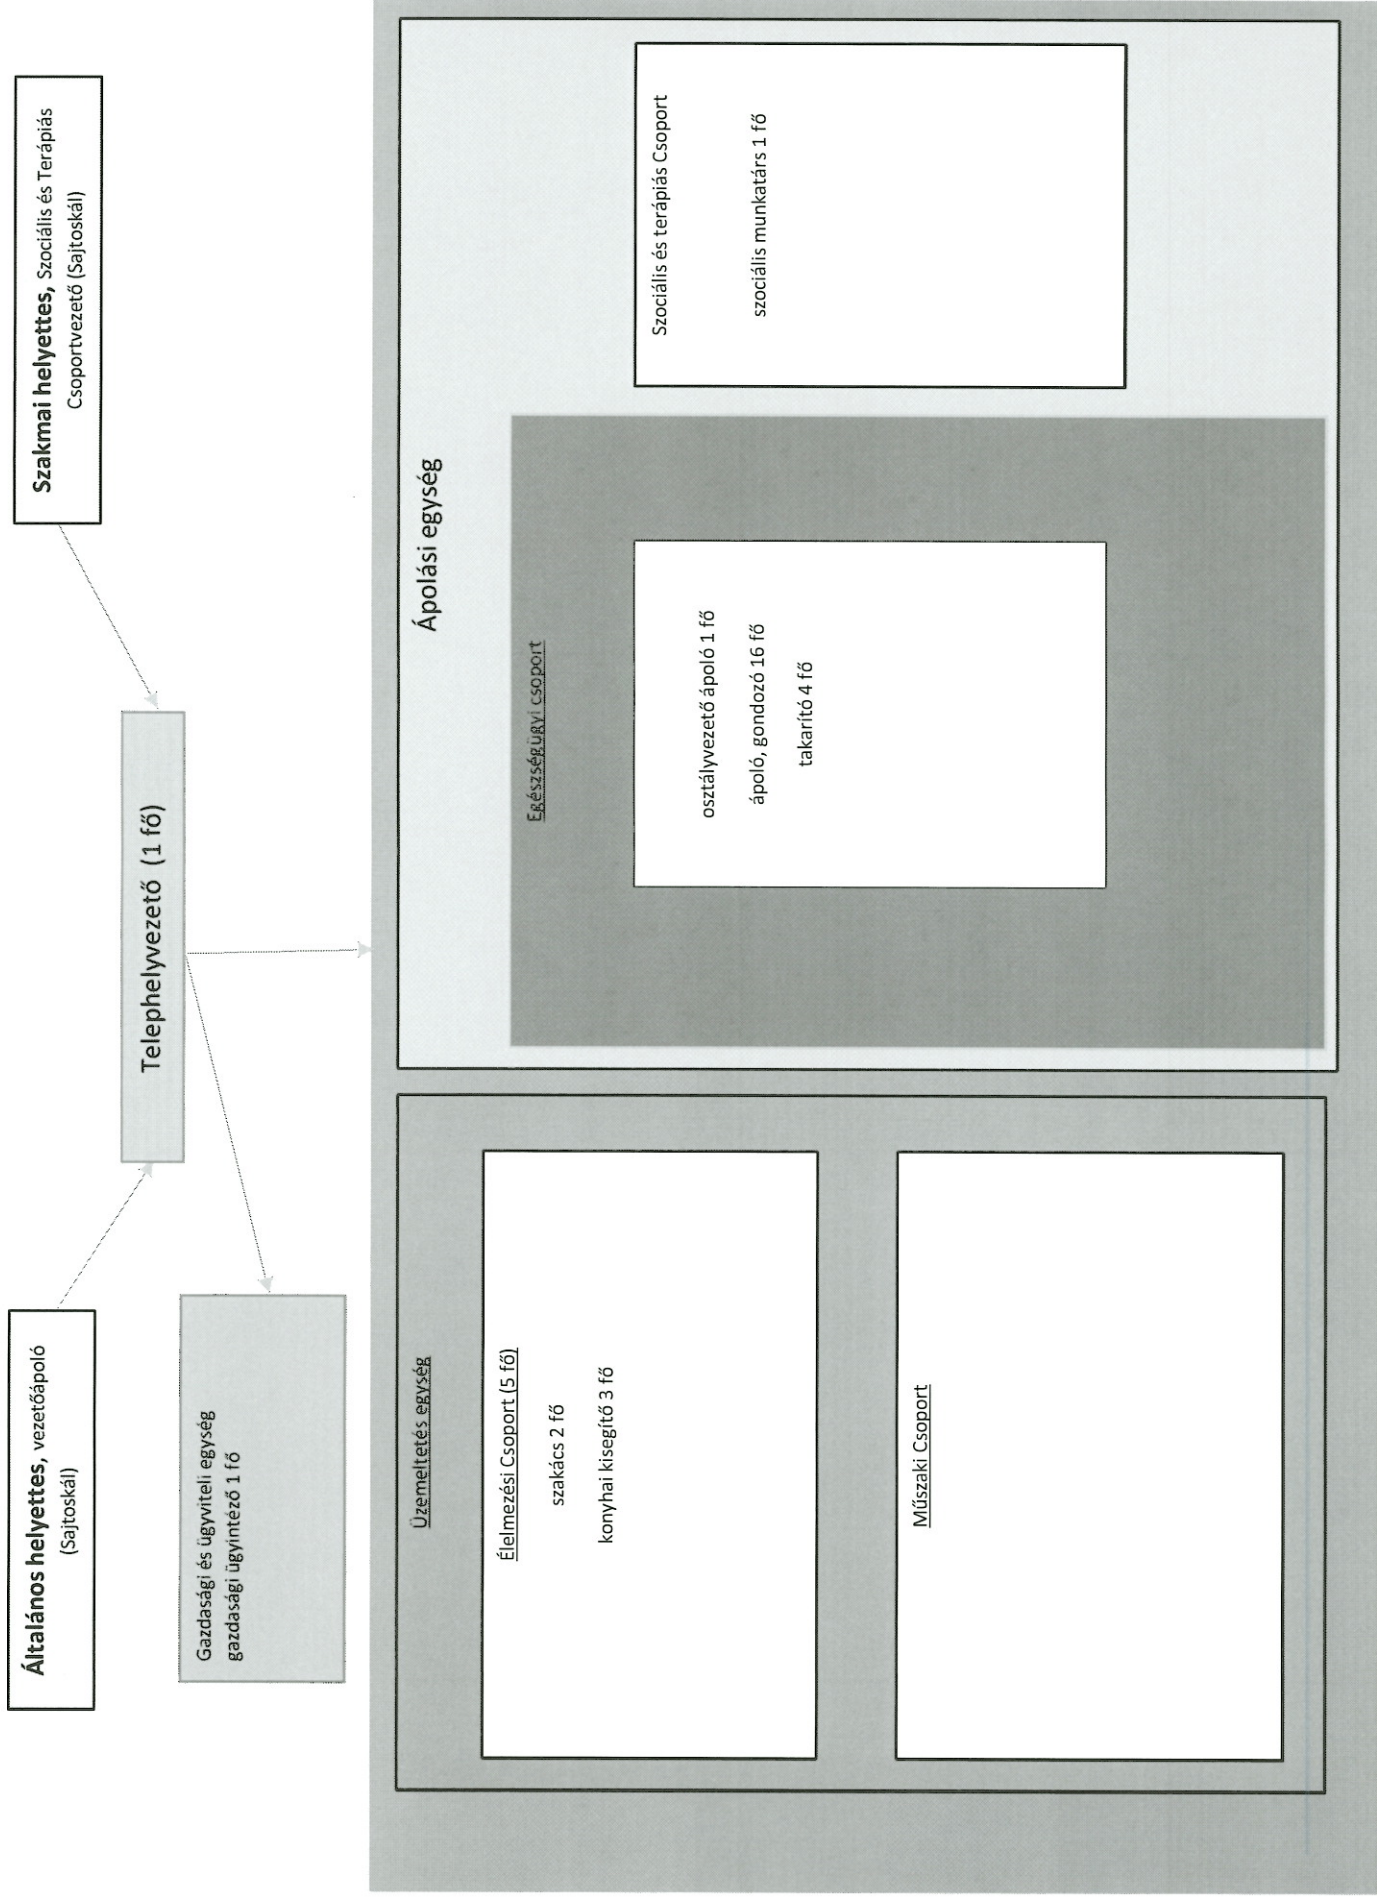 Általános helyettes, vezetőápoló
(Sajtoskál)
Szakmai helyettes, Szociális és Terápiás
Csoportvezető (Sajtoskál)
Telephelyvezető (1 fő)
Gazdasági és ügyviteli egység
gazdasági ügyintéző 1 fő
Üzemeltetés egység
Élelmezési Csoport (5 fő)
szakács 2 fő
konyhai kisegítő 3 fő
Műszaki Csoport
Ápolási egység
Egészségügyi csoport
osztályvezető ápoló 1 fő
ápoló, gondozó 16 fő
takarító 4 fő
Szociális és terápiás Csoport
szociális munkatárs 1 fő